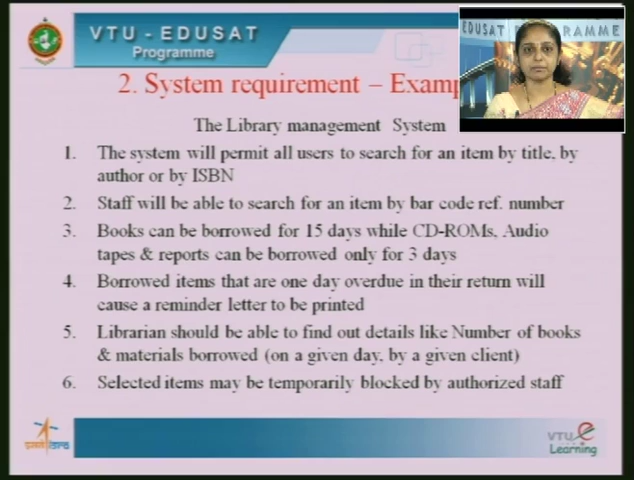 VTU - EDUSAT
Programme
EDUSAT PROGRAMME
2. System requirement – Examp
The Library management System
1. The system will permit all users to search for an item by title, by
author or by ISBN
2. Staff will be able to search for an item by bar code ref. number
3. Books can be borrowed for 15 days while CD-ROMs, Audio
tapes & reports can be borrowed only for 3 days
4. Borrowed items that are one day overdue in their return will
cause a reminder letter to be printed
5. Librarian should be able to find out details like Number of books
& materials borrowed (on a given day, by a given client)
6. Selected items may be temporarily blocked by authorized staff
VTU e
Learning